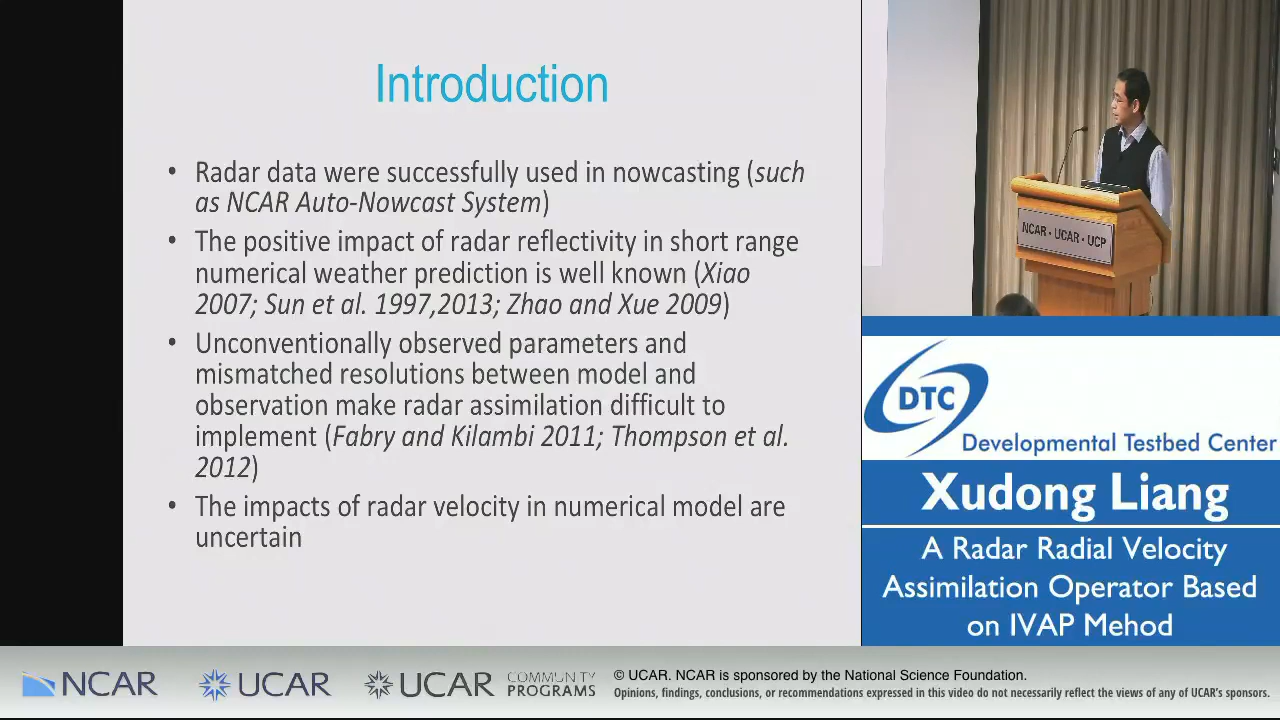 Introduction
• Radar data were successfully used in nowcasting (such
as NCAR Auto-Nowcast System)
• The positive impact of radar reflectivity in short range
numerical weather prediction is well known (Xiao
2007; Sun et al. 1997,2013; Zhao and Xue 2009)
• Unconventionally observed parameters and
mismatched resolutions between model and
observation make radar assimilation difficult to
implement (Fabry and Kilambi 2011; Thompson et al.
2012)
• The impacts of radar velocity in numerical model are
uncertain
NCAR • UCAR • UCP
DTC
Developmental Testbed Center
Xudong Liang
A Radar Radial Velocity
Assimilation Operator Based
on IVAP Mehod
NCAR
UCAR
UCAR
COMMUNITY
PROGRAMS
© UCAR. NCAR is sponsored by the National Science Foundation.
Opinions, findings, conclusions, or recommendations expressed in this video do not necessarily reflect the views of any of UCAR's sponsors.